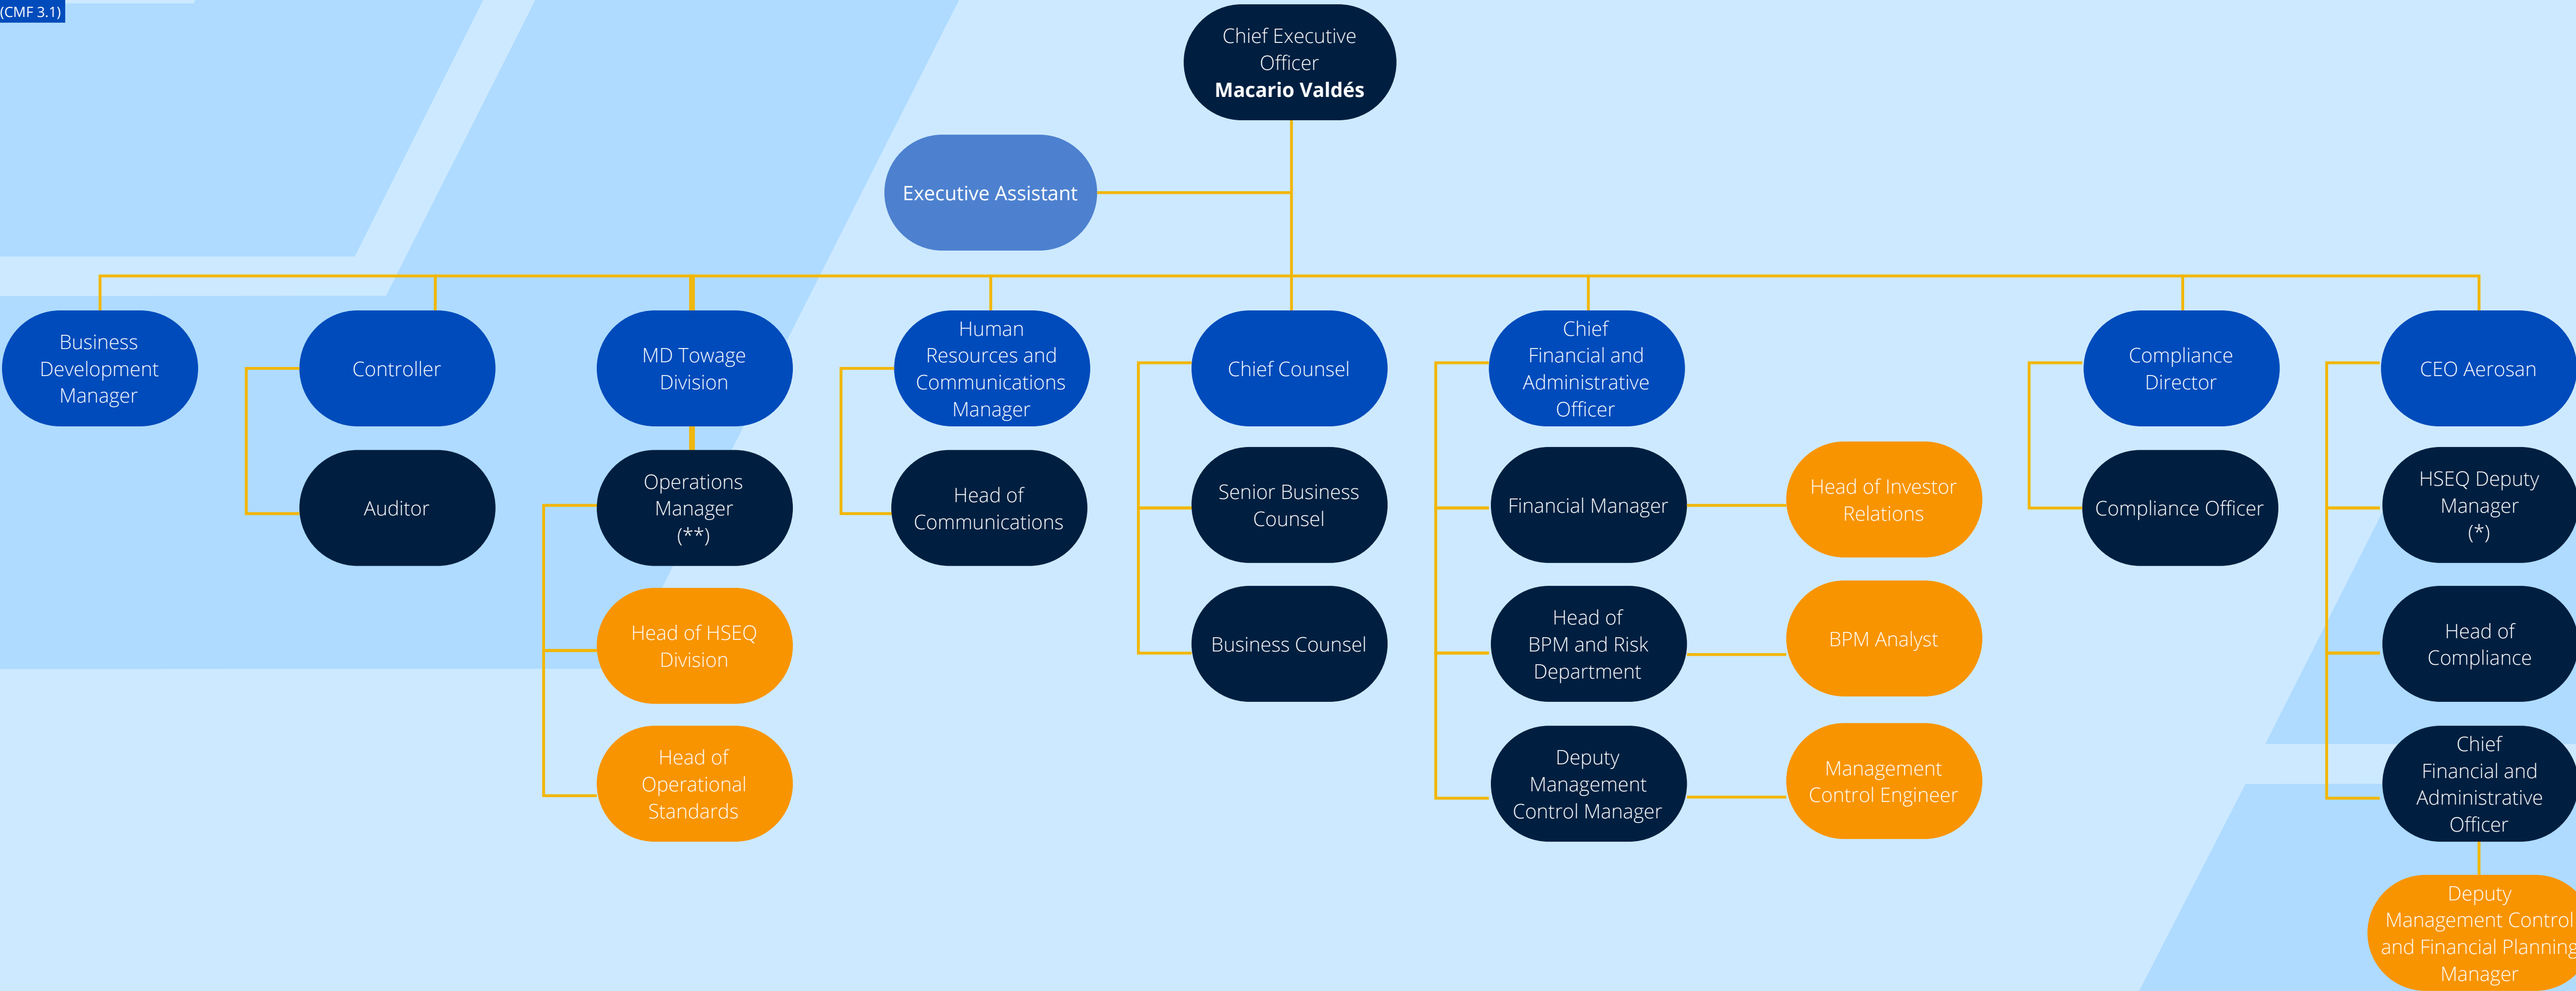 (CMF 3.1)
Chief Executive
Officer
Macario Valdés
Executive Assistant
Business
Development
Manager
Controller
MD Towage
Division
Human
Resources and
Communications
Manager
Chief Counsel
Chief
Financial and
Administrative
Officer
Compliance
Director
CEO Aerosan
Auditor
Operations
Manager
(**)
Head of
Communications
Senior Business
Counsel
Financial Manager
Head of Investor
Relations
Compliance Officer
HSEQ Deputy
Manager
(*)
Head of HSEQ
Division
Business Counsel
Head of
BPM and Risk
Department
BPM Analyst
Head of
Compliance
Head of
Operational
Standards
Deputy
Management
Control Manager
Management
Control Engineer
Chief
Financial and
Administrative
Officer
Deputy
Management Control
and Financial Planning
Manager